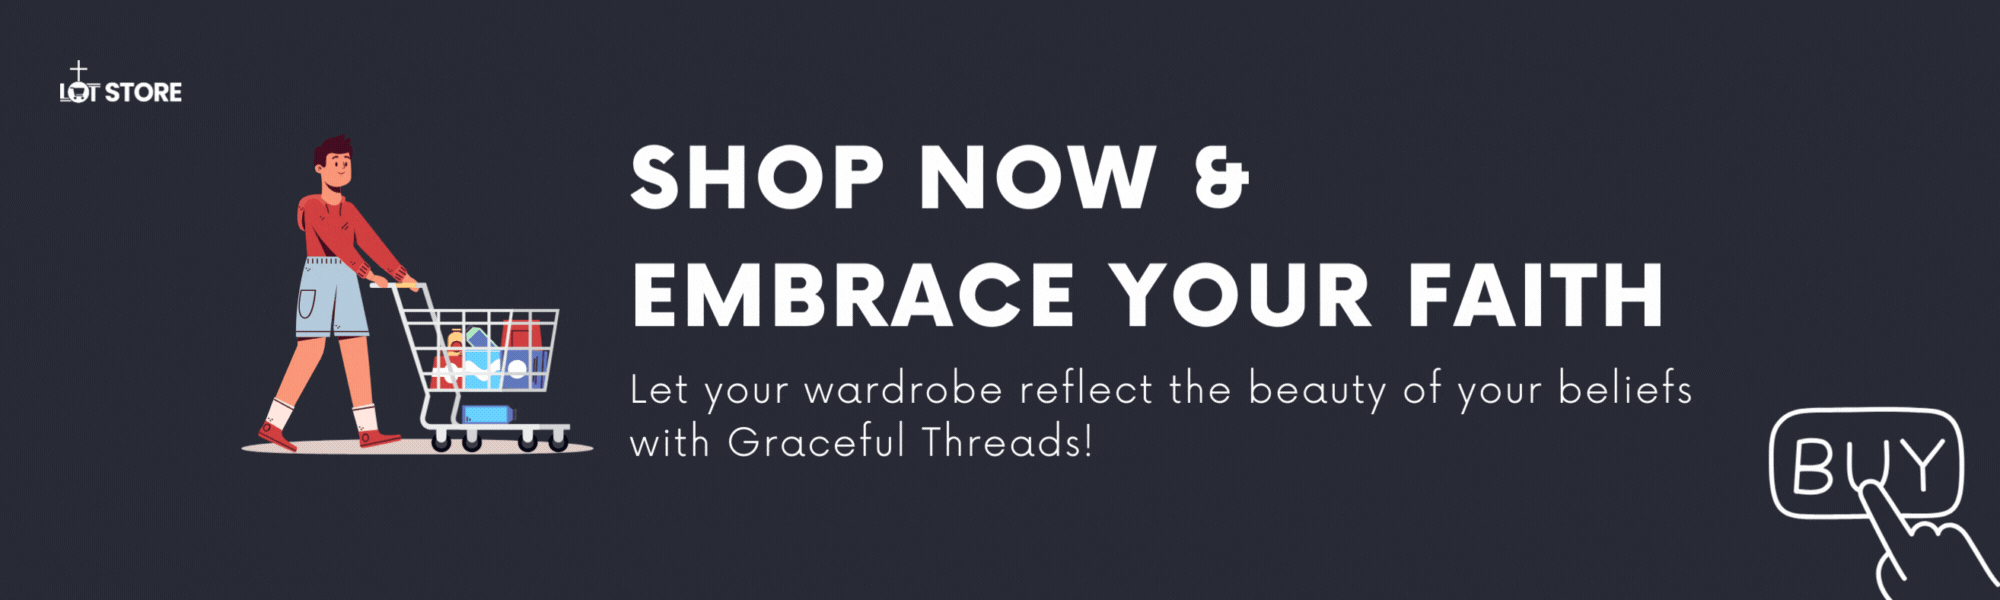 LOT STORE
SHOP NOW &
EMBRACE YOUR FAITH
Let your wardrobe reflect the beauty of your beliefs
with Graceful Threads!
BUY